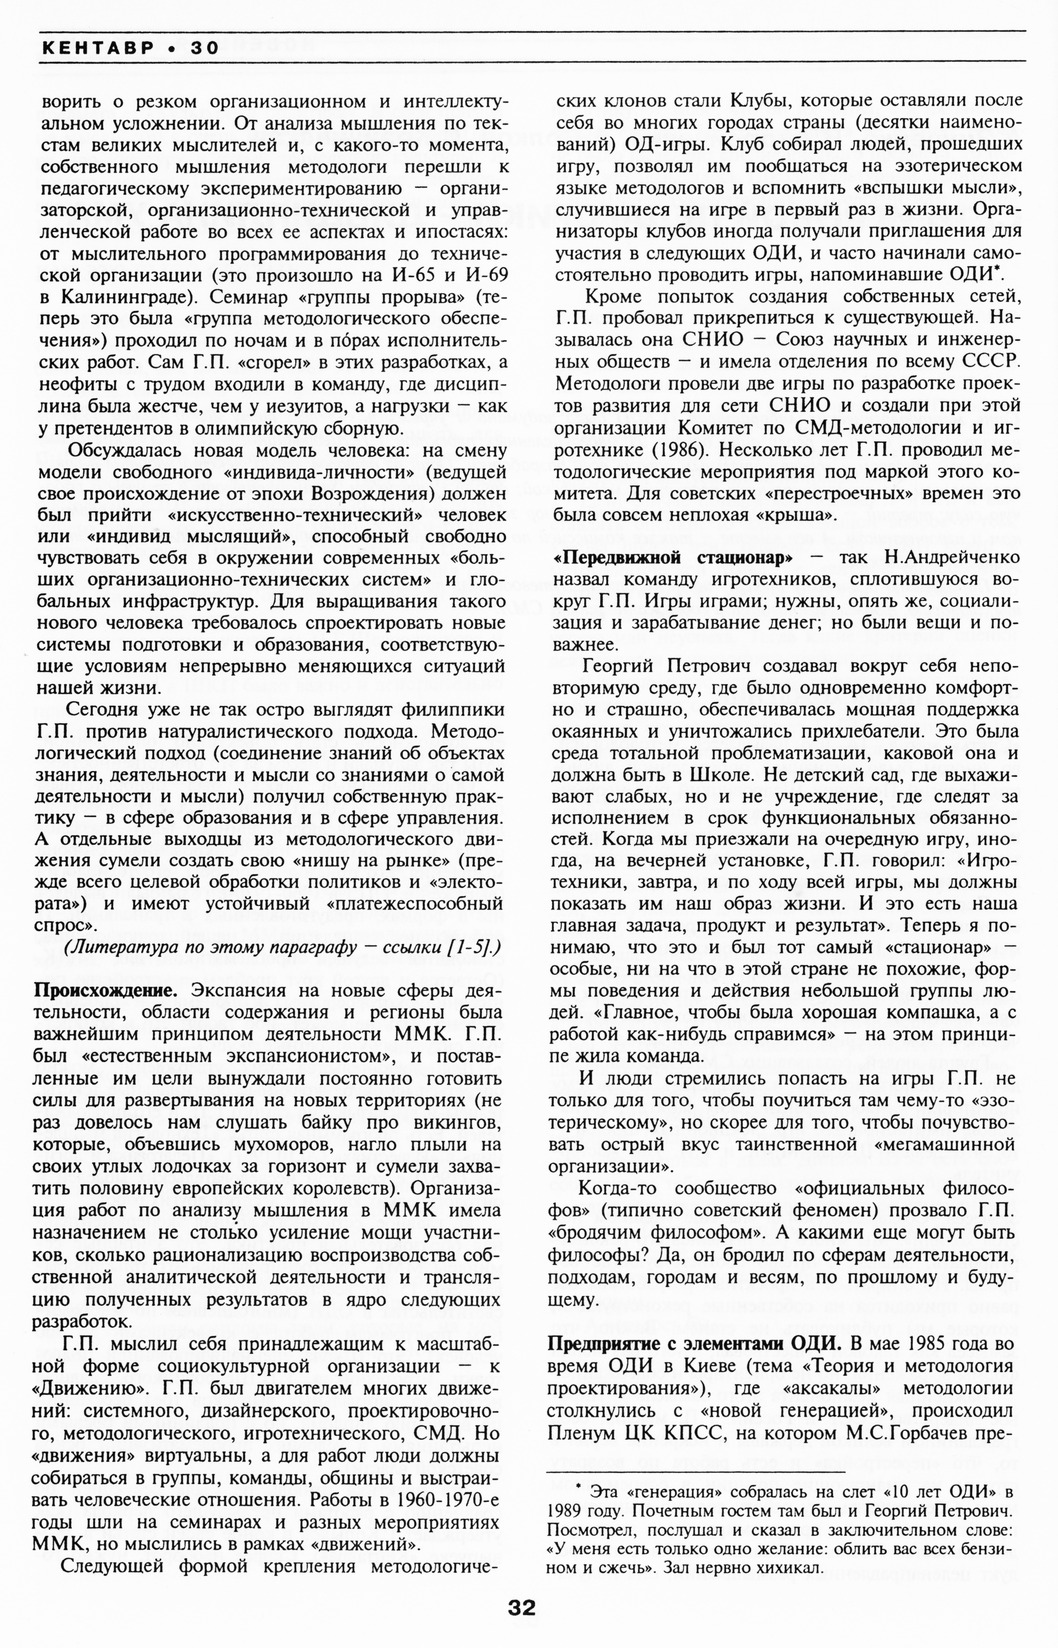 КЕНТАВР • 30
ворить о резком организационном и интеллекту-
альном усложнении. От анализа мышления по тек-
стам великих мыслителей и, с какого-то момента,
собственного мышления методологи перешли к
педагогическому экспериментированию — органи-
заторской, организационно-технической и управ-
ленческой работе во всех ее аспектах и ипостасях:
от мыслительного программирования до техниче-
ской организации (это произошло на И-65 и И-69
в Калининграде). Семинар «группы прорыва» (те-
перь это была «группа методологического обеспе-
чения») проходил по ночам и в по́рах исполнитель-
ских работ. Сам Г.П. «сгорел» в этих разработках, а
неофиты с трудом входили в команду, где дисцип-
лина была жестче, чем у иезуитов, а нагрузки — как
у претендентов в олимпийскую сборную.
Обсуждалась новая модель человека: на смену
модели свободного «индивида-личности» (ведущей
свое происхождение от эпохи Возрождения) должен
был прийти «искусственно-технический» человек
или «индивид мыслящий», способный свободно
чувствовать себя в окружении современных «боль-
ших организационно-технических систем» и гло-
бальных инфраструктур. Для выращивания такого
нового человека требовалось спроектировать новые
системы подготовки и образования, соответствую-
щие условиям непрерывно меняющихся ситуаций
нашей жизни.
Сегодня уже не так остро выглядят филиппики
Г.П. против натуралистического подхода. Методо-
логический подход (соединение знаний об объектах
знания, деятельности и мысли со знаниями о самой
деятельности и мысли) получил собственную прак-
тику — в сфере образования и в сфере управления.
А отдельные выходцы из методологического дви-
жения сумели создать свою «нишу на рынке» (пре-
жде всего целевой обработки политиков и «электо-
рата») и имеют устойчивый «платежеспособный
спрос».
(Литература по этому параграфу — ссылки [1-5].)
Происхождение. Экспансия на новые сферы дея-
тельности, области содержания и регионы была
важнейшим принципом деятельности ММК. Г.П.
был «естественным экспансионистом», и постав-
ленные им цели вынуждали постоянно готовить
силы для развертывания на новых территориях (не
раз довелось нам слушать байку про викингов,
которые, объевшись мухоморов, нагло плыли на
своих утлых лодочках за горизонт и сумели захва-
тить половину европейских королевств). Организа-
ция работ по анализу мышления в ММК имела
назначением не столько усиление мощи участни-
ков, сколько рационализацию воспроизводства соб-
ственной аналитической деятельности и трансля-
цию полученных результатов в ядро следующих
разработок.
Г.П. мыслил себя принадлежащим к масштаб-
ной форме социокультурной организации — к
«Движению». Г.П. был двигателем многих движе-
ний: системного, дизайнерского, проектировочно-
го, методологического, игротехнического, СМД. Но
«движения» виртуальны, а для работ люди должны
собираться в группы, команды, общины и выстраи-
вать человеческие отношения. Работы в 1960-1970-е
годы шли на семинарах и разных мероприятиях
ММК, но мыслились в рамках «движений».
Следующей формой крепления методологиче-
ских клонов стали Клубы, которые оставляли после
себя во многих городах страны (десятки наимено-
ваний) ОД-игры. Клуб собирал людей, прошедших
игру, позволял им пообщаться на эзотерическом
языке методологов и вспомнить «вспышки мысли»,
случившиеся на игре в первый раз в жизни. Орга-
низаторы клубов иногда получали приглашения для
участия в следующих ОДИ, и часто начинали само-
стоятельно проводить игры, напоминавшие ОДИ*.
Кроме попыток создания собственных сетей,
Г.П. пробовал прикрепиться к существующей. На-
зывалась она СНИО — Союз научных и инженер-
ных обществ — и имела отделения по всему СССР.
Методологи провели две игры по разработке проек-
тов развития для сети СНИО и создали при этой
организации Комитет по СМД-методологии и иг-
ротехнике (1986). Несколько лет Г.П. проводил ме-
тодологические мероприятия под маркой этого ко-
митета. Для советских «перестроечных» времен это
была совсем неплохая «крыша».
«Передвижной стационар» — так Н.Андрейченко
назвал команду игротехников, сплотившуюся во-
круг Г.П. Игры играми; нужны, опять же, социали-
зация и зарабатывание денег; но были вещи и по-
важнее.
Георгий Петрович создавал вокруг себя непо-
вторимую среду, где было одновременно комфорт-
но и страшно, обеспечивалась мощная поддержка
окаянных и уничтожались прихлебатели. Это была
среда тотальной проблематизации, каковой она и
должна быть в Школе. Не детский сад, где выхажи-
вают слабых, но и не учреждение, где следят за
исполнением в срок функциональных обязанно-
стей. Когда мы приезжали на очередную игру, ино-
гда, на вечерней установке, Г.П. говорил: «Игро-
техники, завтра, и по ходу всей игры, мы должны
показать им наш образ жизни. И это есть наша
главная задача, продукт и результат». Теперь я по-
нимаю, что это и был тот самый «стационар» —
особые, ни на что в этой стране не похожие, фор-
мы поведения и действия небольшой группы лю-
дей. «Главное, чтобы была хорошая компашка, а с
работой как-нибудь справимся» — на этом принци-
пе жила команда.
И люди стремились попасть на игры Г.П. не
только для того, чтобы поучиться там чему-то «эзо-
терическому», но скорее для того, чтобы почувство-
вать острый вкус таинственной «мегамашинной
организации».
Когда-то сообщество «официальных филосо-
фов» (типично советский феномен) прозвало Г.П.
«бродячим философом». А какими еще могут быть
философы? Да, он бродил по сферам деятельности,
подходам, городам и весям, по прошлому и буду-
щему.
Предприятие с элементами ОДИ. В мае 1985 года во
время ОДИ в Киеве (тема «Теория и методология
проектирования»), где «аксакалы» методологии
столкнулись с «новой генерацией», происходил
Пленум ЦК КПСС, на котором М.С.Горбачев пре-
* Эта «генерация» собралась на слет «10 лет ОДИ» в
1989 году. Почетным гостем там был и Георгий Петрович.
Посмотрел, послушал и сказал в заключительном слове:
«У меня есть только одно желание: облить вас всех бензи-
ном и сжечь». Зал нервно хихикал.
32